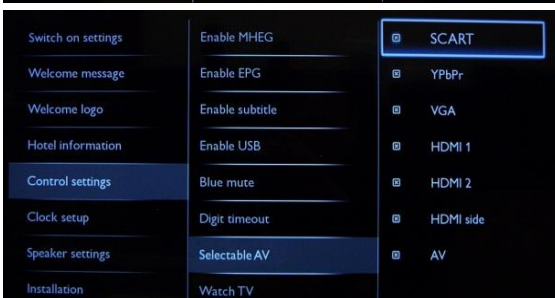 Switch on settings
Welcome message
Welcome logo
Hotel information
Control settings
Clock setup
Speaker settings
Installation
Enable MHEG
Enable EPG
Enable subtitle
Enable USB
Blue mute
Digit timeout
Selectable AV
Watch TV
SCART
YPbPr
VGA
HDMI 1
HDMI 2
HDMI side
AV